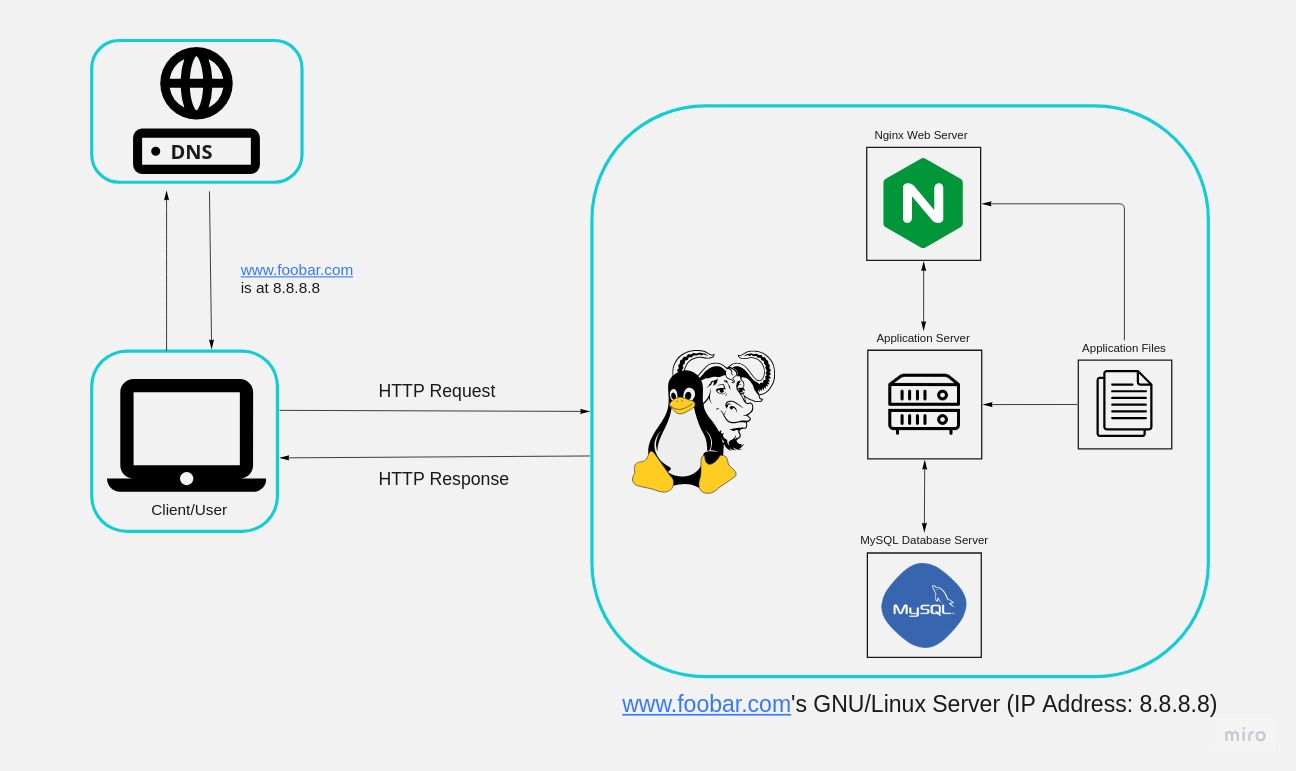 DNS
www.foobar.com
is at 8.8.8.8
Client/User
HTTP Request
HTTP Response
Nginx Web Server
N
Application Server
Application Files
MySQL Database Server
MySQL
www.foobar.com's GNU/Linux Server (IP Address: 8.8.8.8)
miro